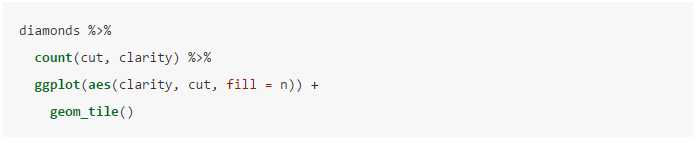 diamonds %>%
  count(cut, clarity) %>%
  ggplot(aes(clarity, cut, fill = n)) +
    geom_tile()